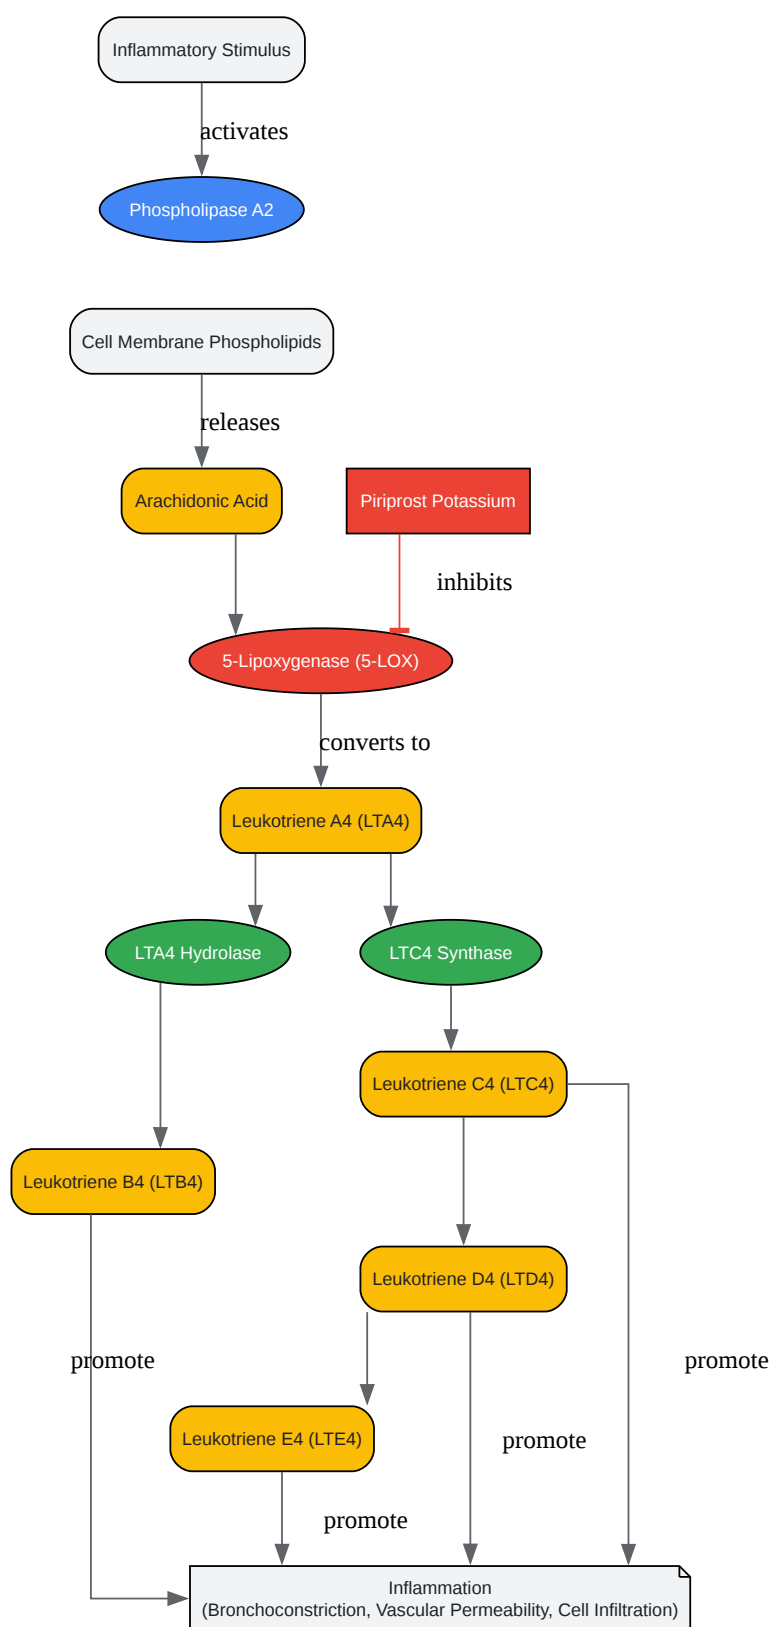 Inflammatory Stimulus
activates
Phospholipase A2
Cell Membrane Phospholipids
releases
Arachidonic Acid
Piriprost Potassium
inhibits
5-Lipoxygenase (5-LOX)
converts to
Leukotriene A4 (LTA4)
LTA4 Hydrolase
LTC4 Synthase
Leukotriene C4 (LTC4)
Leukotriene B4 (LTB4)
Leukotriene D4 (LTD4)
promote
promote
Leukotriene E4 (LTE4)
promote
promote
Inflammation
(Bronchoconstriction, Vascular Permeability, Cell Infiltration)